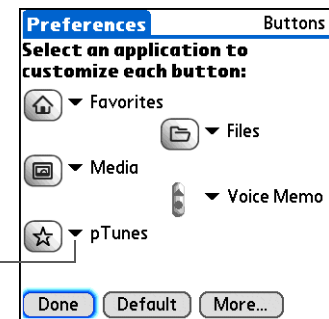 Preferences Buttons
Select an application to
customize each button:
Favorites
Files
Media
Voice Memo
pTunes
Done Default More...